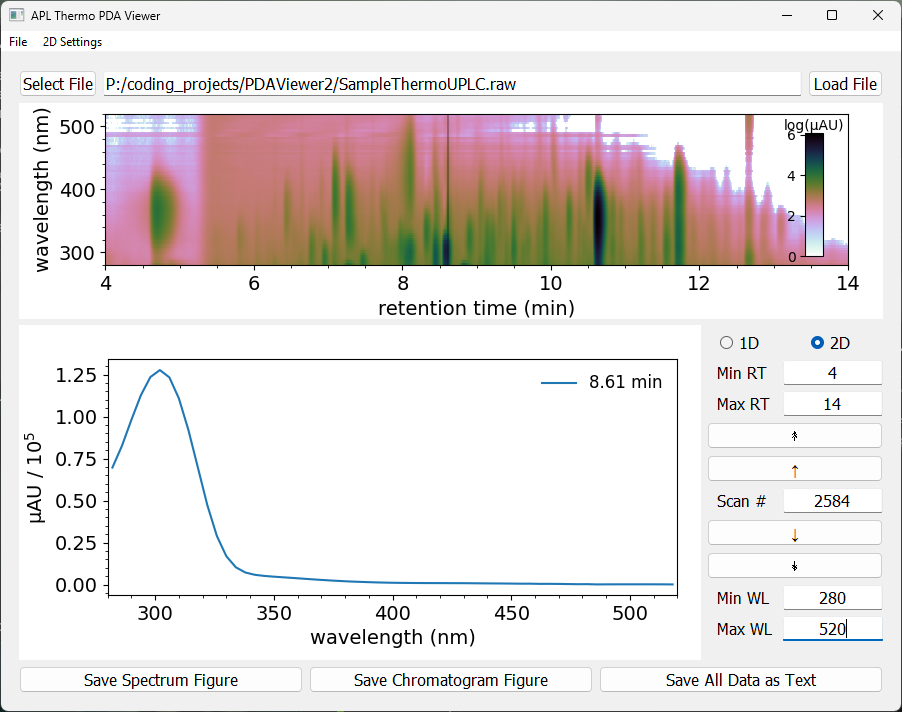 APL Thermo PDA Viewer
File 2D Settings
Select File P:/coding_projects/PDAViewer2/SampleThermoUPLC.raw Load File
wavelength (nm)
500
400
300
log(μAU)
6
4
2
0
4 6 8 10 12 14
retention time (min)
μAU / 10⁵
1.25
1.00
0.75
0.50
0.25
0.00
8.61 min
300 350 400 450 500
wavelength (nm)
1D 2D
Min RT 4
Max RT 14
↟
↑
Scan # 2584
↓
↡
Min WL 280
Max WL 520
Save Spectrum Figure Save Chromatogram Figure Save All Data as Text